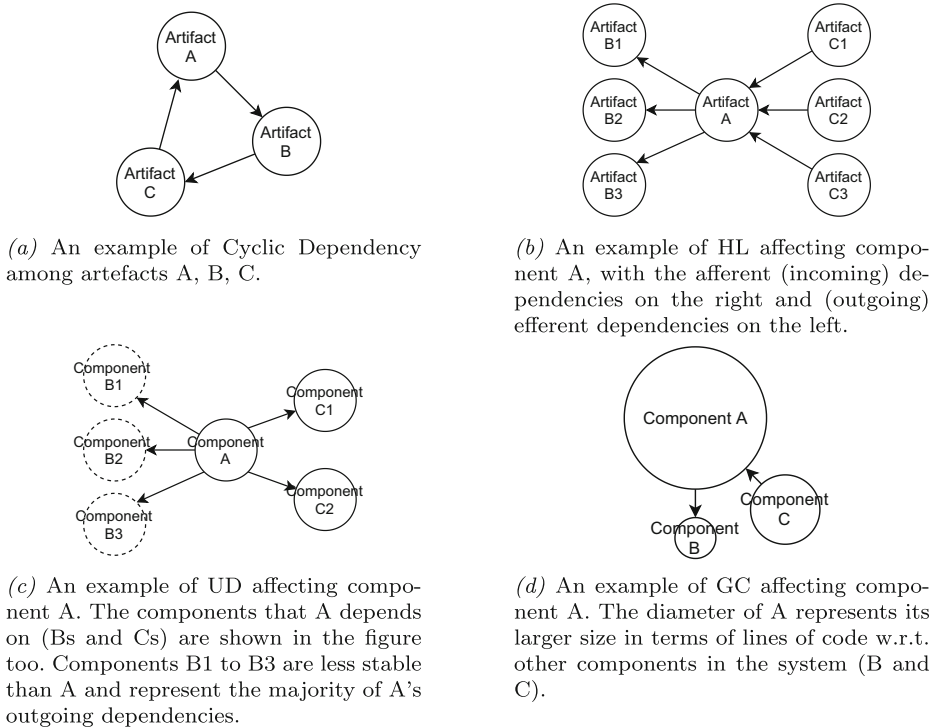 Artifact
A
Artifact
B
Artifact
C
(a) An example of Cyclic Dependency
among artefacts A, B, C.
Artifact
B1
Artifact
C1
Artifact
B2
Artifact
A
Artifact
C2
Artifact
B3
Artifact
C3
(b) An example of HL affecting compo-
nent A, with the afferent (incoming) de-
pendencies on the right and (outgoing)
efferent dependencies on the left.
Component
B1
Component
C1
Component
B2
Component
A
Component
C2
Component
B3
(c) An example of UD affecting compo-
nent A. The components that A depends
on (Bs and Cs) are shown in the figure
too. Components B1 to B3 are less stable
than A and represent the majority of A's
outgoing dependencies.
Component A
Component
C
Component
B
(d) An example of GC affecting compo-
nent A. The diameter of A represents its
larger size in terms of lines of code w.r.t.
other components in the system (B and
C).